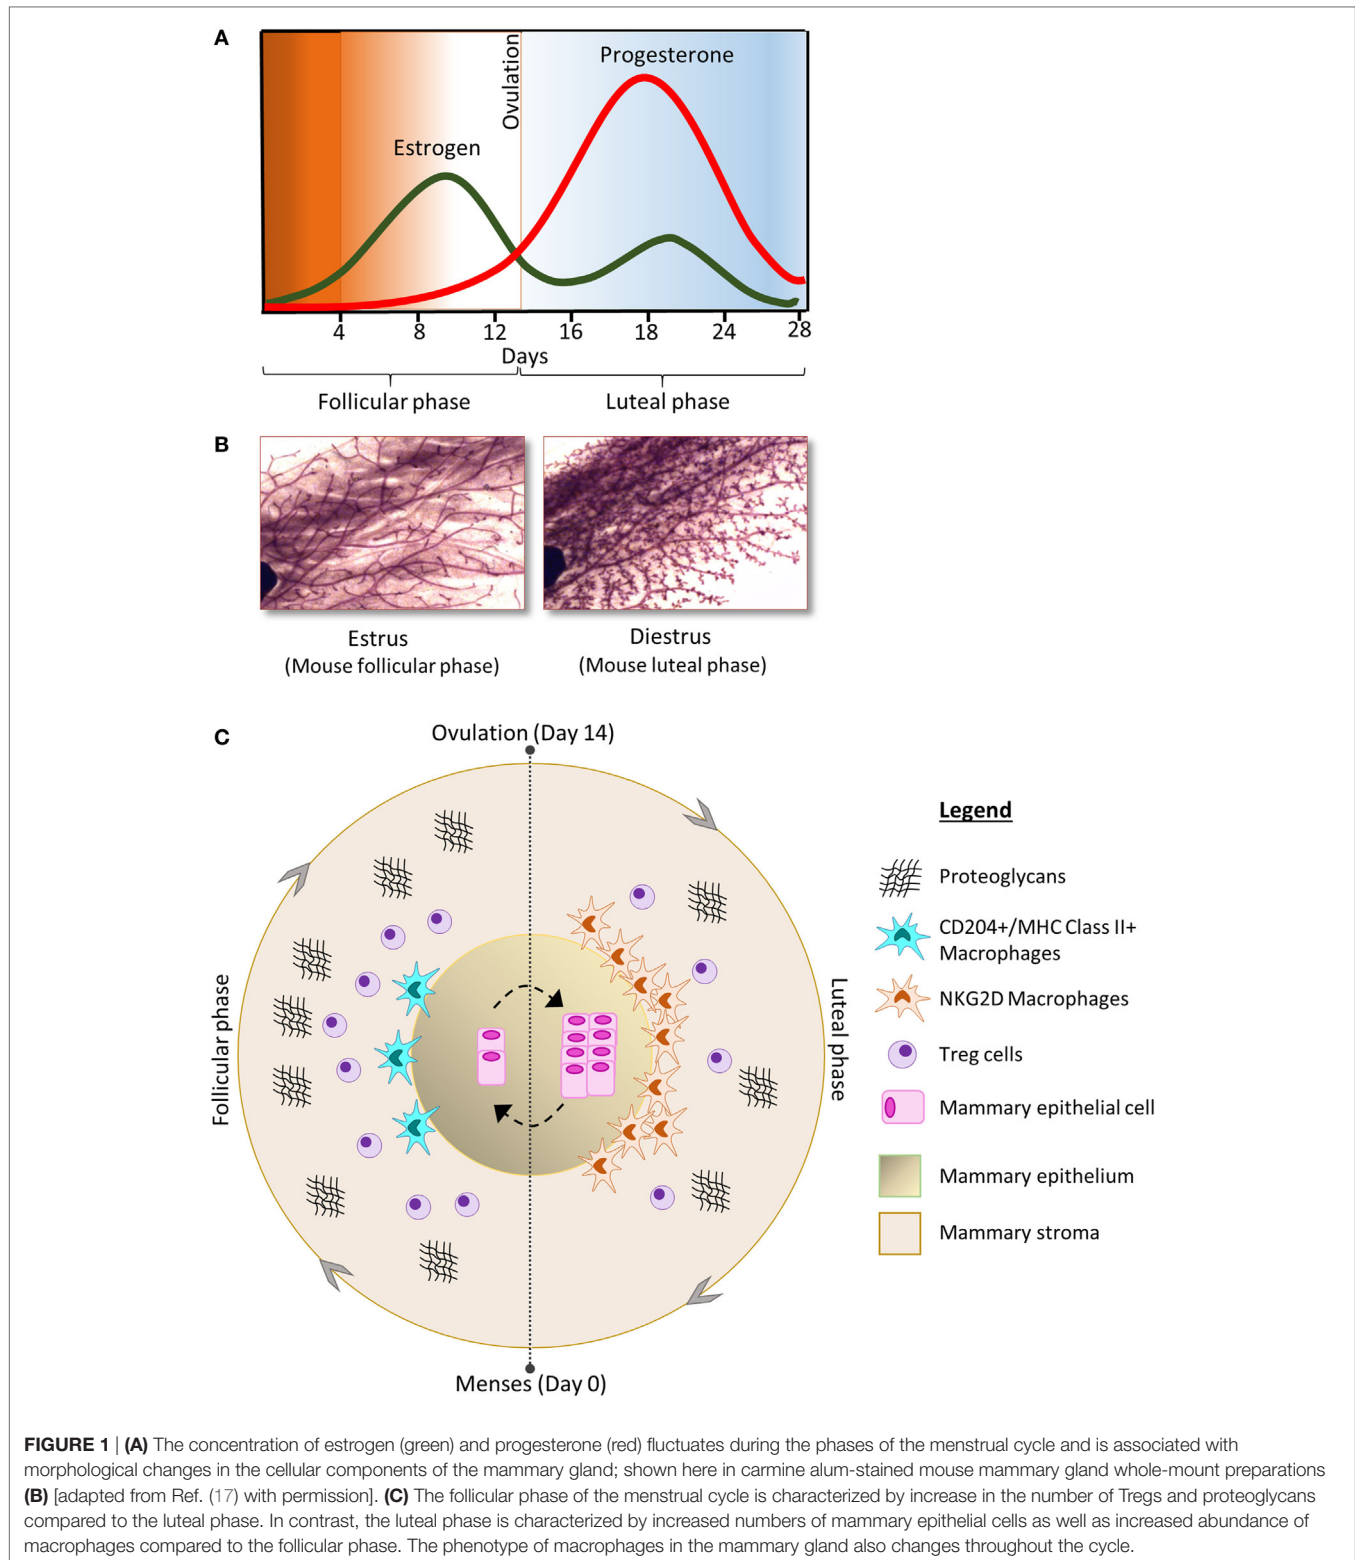 A
Ovulation
Progesterone
Estrogen
4 8 12 16 18 24 28
Days
Follicular phase Luteal phase
B
Estrus
(Mouse follicular phase)
Diestrus
(Mouse luteal phase)
C
Ovulation (Day 14)
Follicular phase
Luteal phase
Menses (Day 0)
Legend
Proteoglycans
CD204+/MHC Class II+
Macrophages
NKG2D Macrophages
Treg cells
Mammary epithelial cell
Mammary epithelium
Mammary stroma
FIGURE 1 | (A) The concentration of estrogen (green) and progesterone (red) fluctuates during the phases of the menstrual cycle and is associated with
morphological changes in the cellular components of the mammary gland; shown here in carmine alum-stained mouse mammary gland whole-mount preparations
(B) [adapted from Ref. (17) with permission]. (C) The follicular phase of the menstrual cycle is characterized by increase in the number of Tregs and proteoglycans
compared to the luteal phase. In contrast, the luteal phase is characterized by increased numbers of mammary epithelial cells as well as increased abundance of
macrophages compared to the follicular phase. The phenotype of macrophages in the mammary gland also changes throughout the cycle.